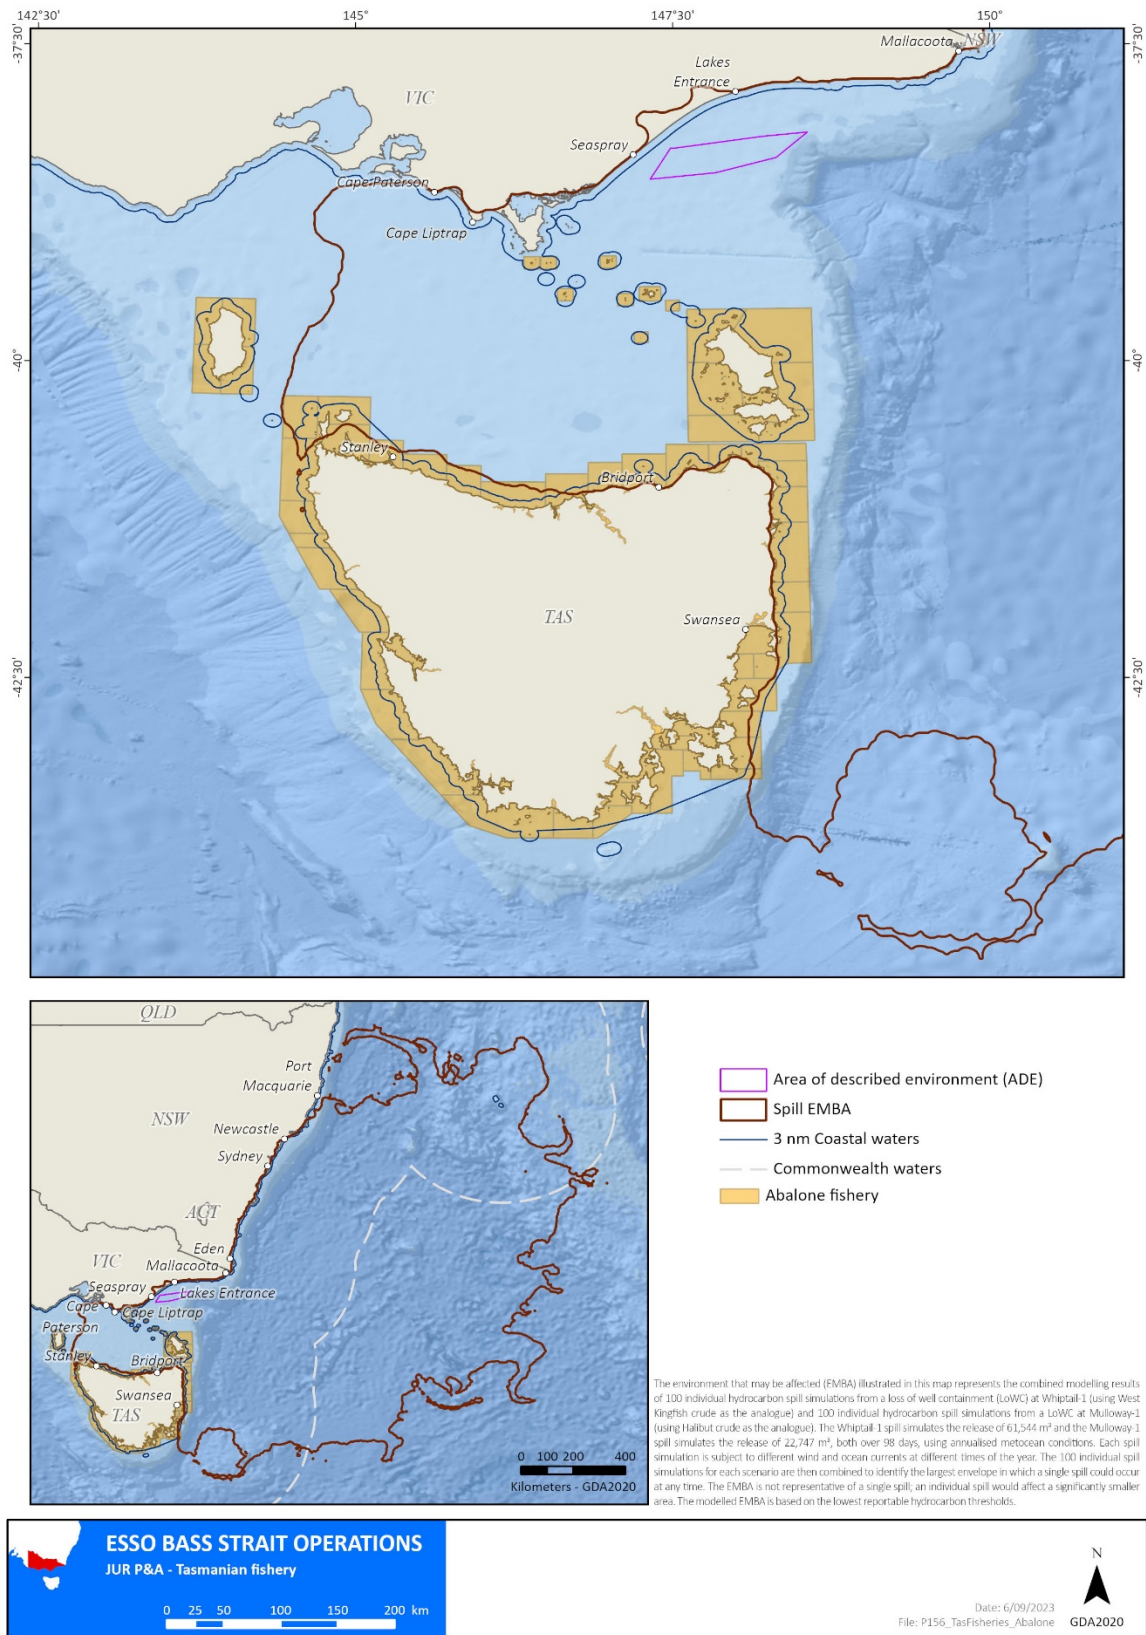 142°30'
145°
147°30'
150°
-37°30'
-37°30'
Mallacoota
NSW
Lakes
Entrance
VIC
Seaspray
Cape Paterson
Cape Liptrap
-40°
-40°
Stanley
Bridport
TAS
Swansea
-42°30'
-42°30'
QLD
Port
Macquarie
NSW
Newcastle
Sydney
ACT
Eden
VIC
Mallacoota
Seaspray
Lakes Entrance
Cape
Cape Liptrap
Paterson
Stanley
Bridport
Swansea
TAS
0 100 200 400
Kilometers - GDA2020
Area of described environment (ADE)
Spill EMBA
3 nm Coastal waters
Commonwealth waters
Abalone fishery
The environment that may be affected (EMBA) illustrated in this map represents the combined modelling results
of 100 individual hydrocarbon spill simulations from a loss of well containment (LoWC) at Whiptail-1 (using West
Kingfish crude as the analogue) and 100 individual hydrocarbon spill simulations from a LoWC at Mulloway-1
(using Halibut crude as the analogue). The Whiptail-1 spill simulates the release of 61,544 m³ and the Mulloway-1
spill simulates the release of 22,747 m³, both over 98 days, using annualised metocean conditions. Each spill
simulation is subject to different wind and ocean currents at different times of the year. The 100 individual spill
simulations for each scenario are then combined to identify the largest envelope in which a single spill could occur
at any time. The EMBA is not representative of a single spill; an individual spill would affect a significantly smaller
area. The modelled EMBA is based on the lowest reportable hydrocarbon thresholds.
ESSO BASS STRAIT OPERATIONS
JUR P&A - Tasmanian fishery
0 25 50 100 150 200 km
N
Date: 6/09/2023
File: P156_TasFisheries_Abalone
GDA2020